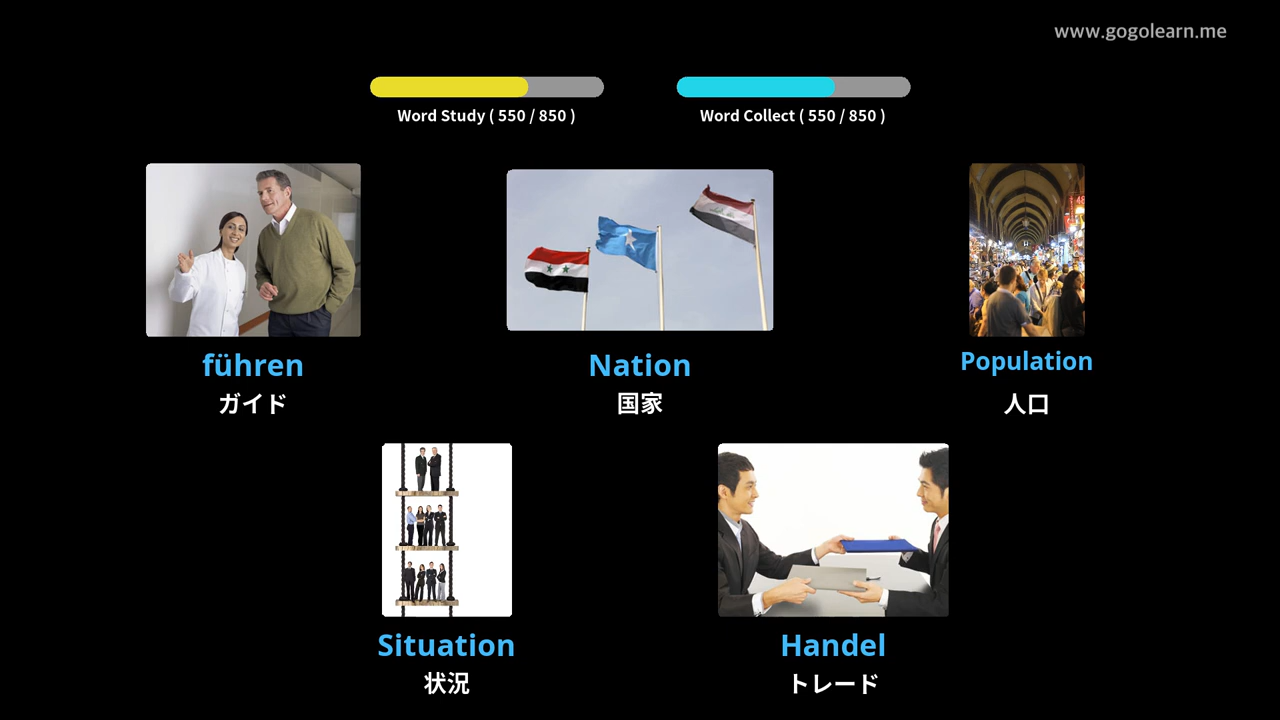 www.gogolearn.me
Word Study ( 550 / 850 )
Word Collect ( 550 / 850 )
führen
ガイド
Nation
国家
Population
人口
Situation
状況
Handel
トレード